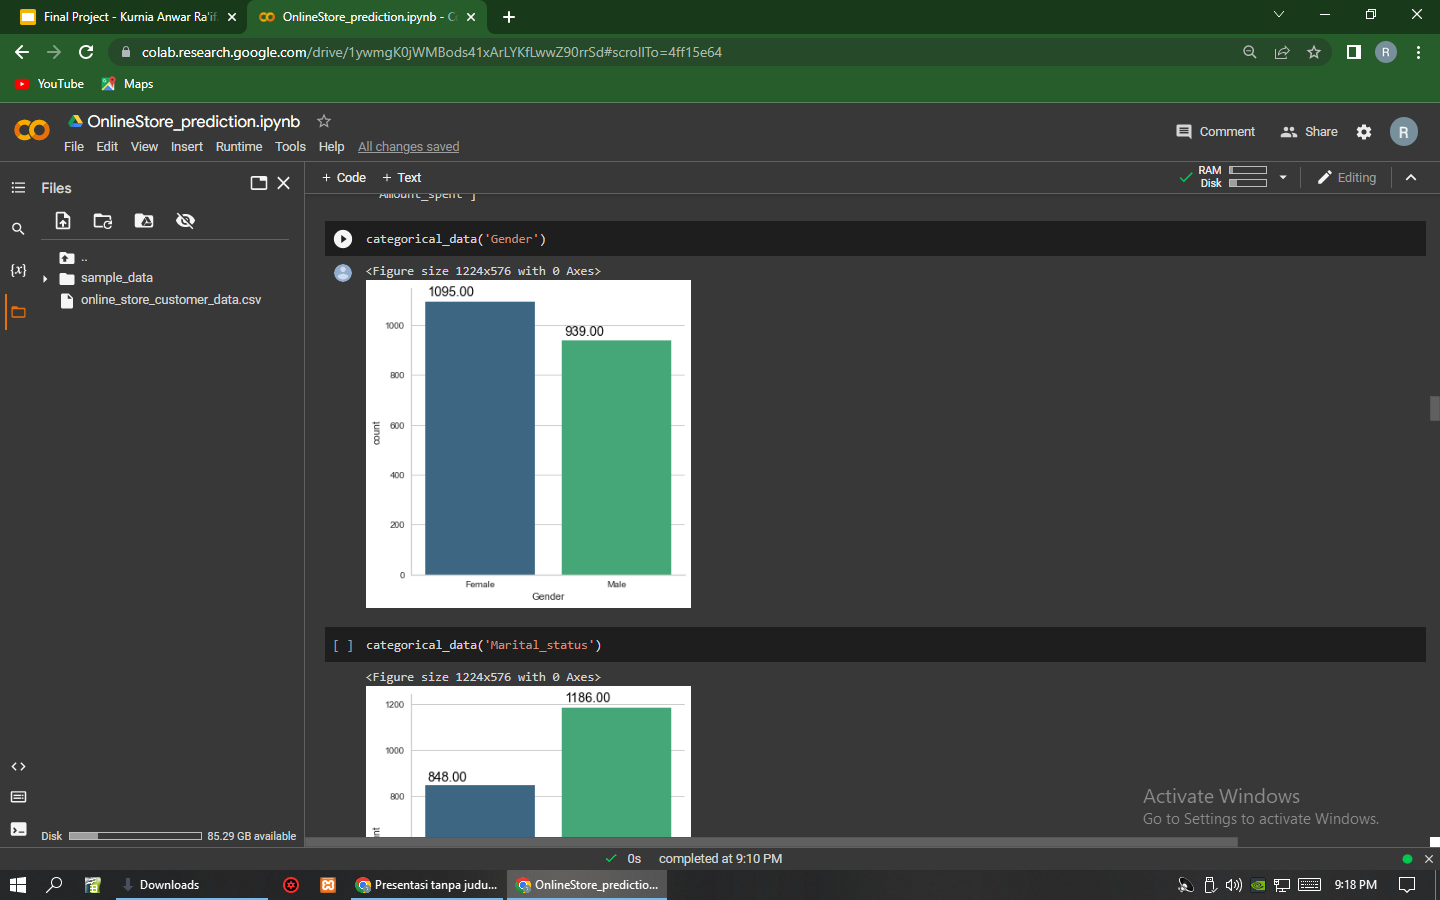 Final Project - Kurnia Anwar Ra'if
OnlineStore_prediction.ipynb - Co
colab.research.google.com/drive/1ywmgK0jWMBods41xArLYKfLwwZ90rrSd#scrollTo=4ff15e64
R
YouTube
Maps
OnlineStore_prediction.ipynb
Comment
Share
R
File Edit View Insert Runtime Tools Help All changes saved
Files
+ Code + Text
RAM
Disk
Editing
Amount_spent']
..
sample_data
online_store_customer_data.csv
{x}
categorical_data('Gender')
<Figure size 1224x576 with 0 Axes>
1095.00
939.00
1000
800
600
400
200
0
count
Female
Male
Gender
[ ] categorical_data('Marital_status')
<Figure size 1224x576 with 0 Axes>
1186.00
1200
1000
848.00
800
Activate Windows
Go to Settings to activate Windows.
Disk
85.29 GB available
0s completed at 9:10 PM
Downloads
Presentasi tanpa judu...
OnlineStore_predictio...
9:18 PM